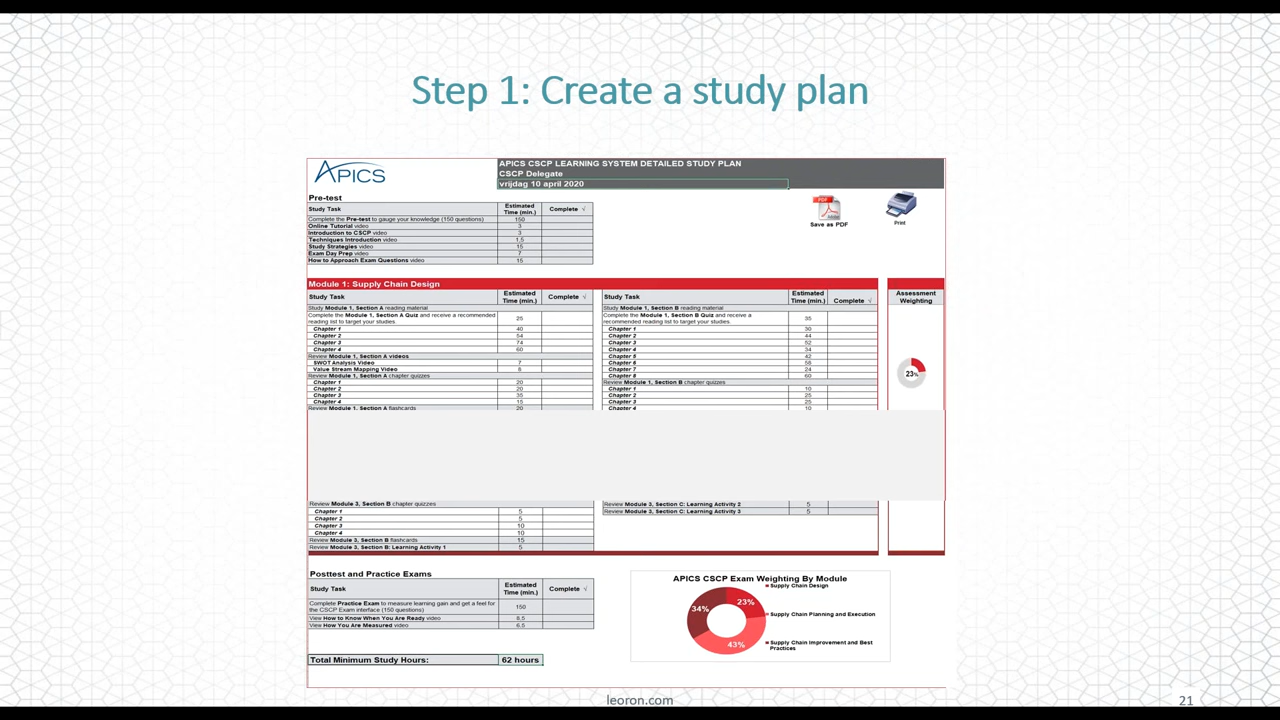 Step 1: Create a study plan
APICS
APICS CSCP LEARNING SYSTEM DETAILED STUDY PLAN
CSCP Delegate
vrijdag 10 april 2020
Pre-test
Study Task Estimated Time (min.) Complete √
Complete the Pre-test to gauge your knowledge (150 questions) 150
Online Tutorial video 3
Introduction to CSCP video 3
Techniques Introduction video 1,5
Study Strategies video 15
Exam Day Prep video 7
How to Approach Exam Questions video 15
PDF
Adobe
Save as PDF
Print
Module 1: Supply Chain Design
Study Task Estimated Time (min.) Complete √
Study Module 1, Section A reading material
Complete the Module 1, Section A Quiz and receive a recommended
reading list to target your studies. 25
Chapter 1 40
Chapter 2 54
Chapter 3 74
Chapter 4 60
Review Module 1, Section A videos
SWOT Analysis Video 7
Value Stream Mapping Video 8
Review Module 1, Section A chapter quizzes
Chapter 1 20
Chapter 2 20
Chapter 3 35
Chapter 4 15
Review Module 1, Section A flashcards 20
Study Task Estimated Time (min.) Complete √
Study Module 1, Section B reading material
Complete the Module 1, Section B Quiz and receive a
recommended reading list to target your studies. 35
Chapter 1 30
Chapter 2 44
Chapter 3 52
Chapter 4 34
Chapter 5 42
Chapter 6 58
Chapter 7 24
Chapter 8 60
Review Module 1, Section B chapter quizzes
Chapter 1 10
Chapter 2 25
Chapter 3 25
Chapter 4 10
Assessment
Weighting
23%
Review Module 3, Section B chapter quizzes
Chapter 1 5
Chapter 2 5
Chapter 3 10
Chapter 4 10
Review Module 3, Section B flashcards 15
Review Module 3, Section B: Learning Activity 1 5
Review Module 3, Section C: Learning Activity 2 5
Review Module 3, Section C: Learning Activity 3 5
Posttest and Practice Exams
Study Task Estimated Time (min.) Complete √
Complete Practice Exam to measure learning gain and get a feel for
the CSCP Exam interface (150 questions) 150
View How to Know When You Are Ready video 8,5
View How You Are Measured video 6,5
Total Minimum Study Hours: 62 hours
APICS CSCP Exam Weighting By Module
23%
43%
34%
Supply Chain Design
Supply Chain Planning and Execution
Supply Chain Improvement and Best
Practices
leoron.com
21